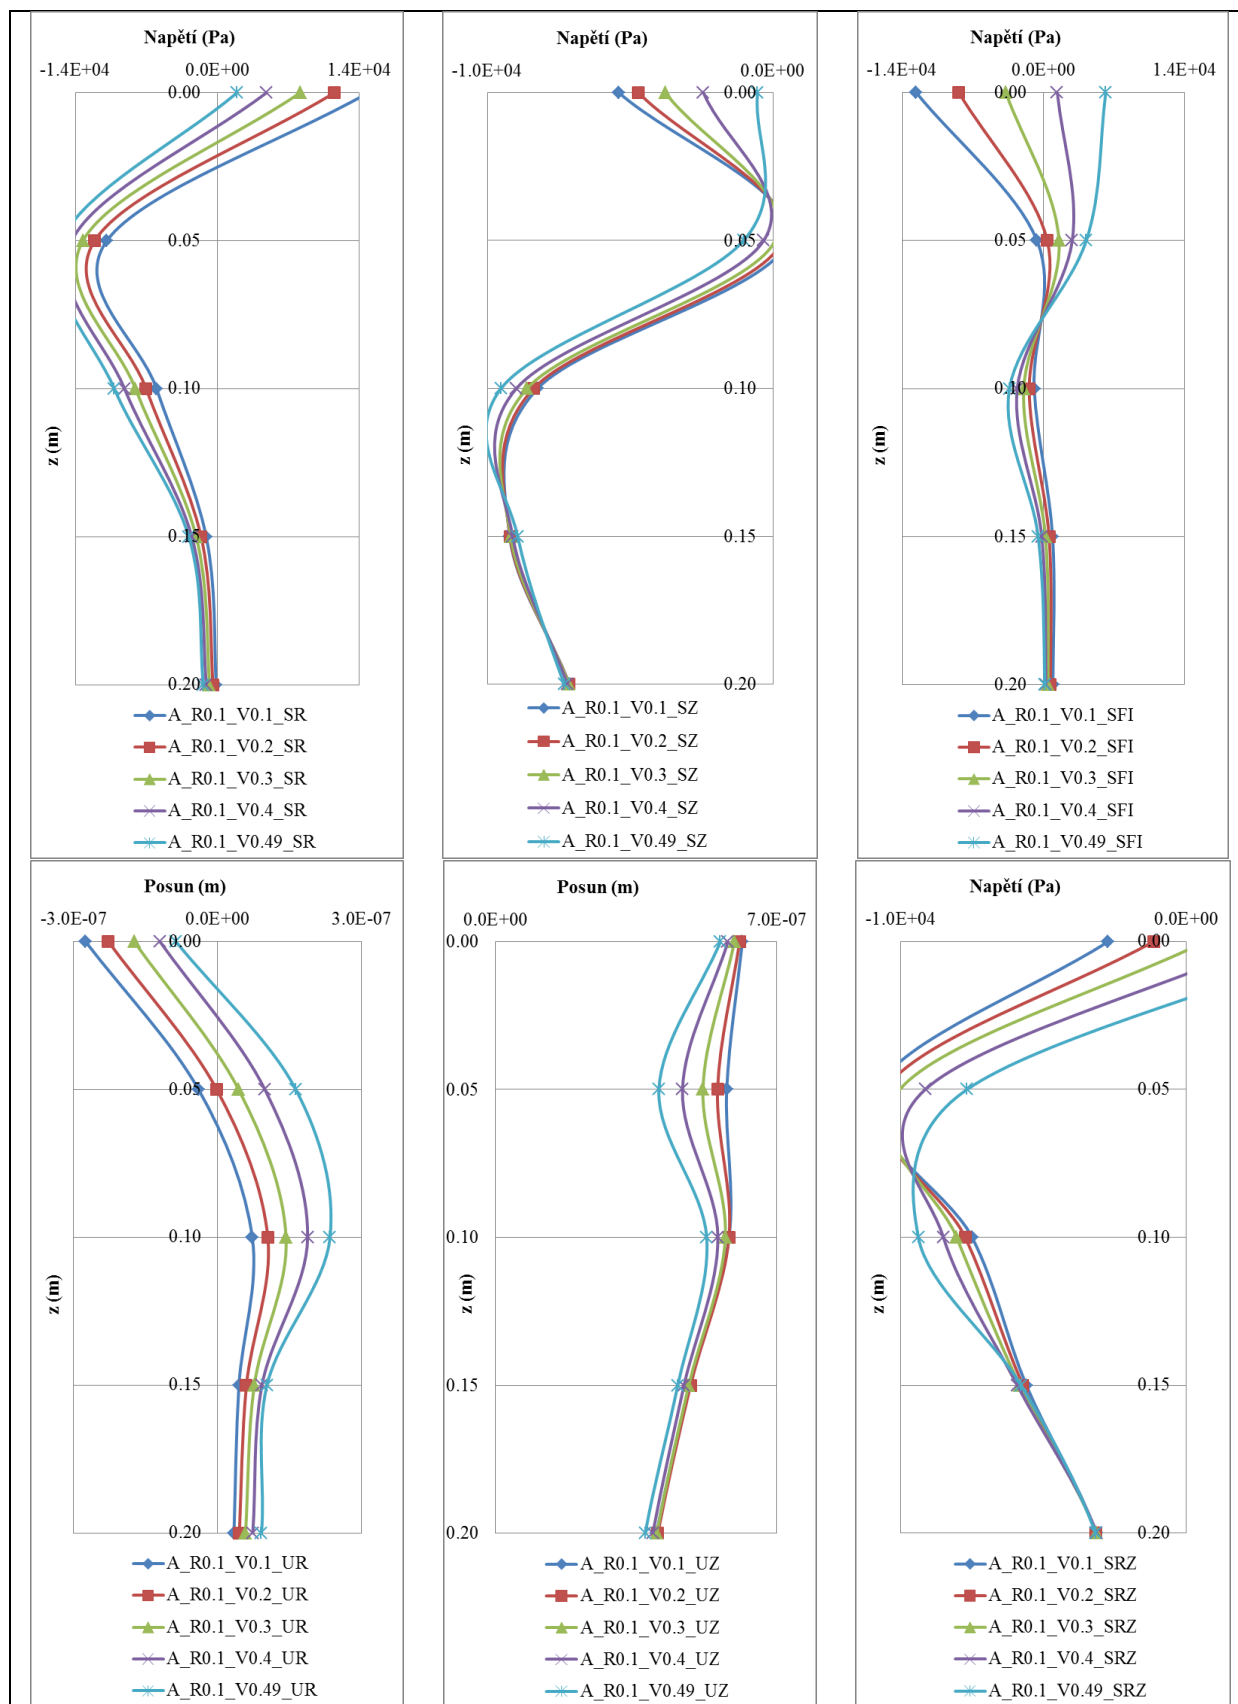 Napětí (Pa)
-1.4E+04 0.0E+00 1.4E+04
0.00
0.05
0.10
0.15
0.20
z (m)
A_R0.1_V0.1_SR
A_R0.1_V0.2_SR
A_R0.1_V0.3_SR
A_R0.1_V0.4_SR
A_R0.1_V0.49_SR
Napětí (Pa)
-1.0E+04 0.0E+00
0.00
0.05
0.10
0.15
0.20
z (m)
A_R0.1_V0.1_SZ
A_R0.1_V0.2_SZ
A_R0.1_V0.3_SZ
A_R0.1_V0.4_SZ
A_R0.1_V0.49_SZ
Napětí (Pa)
-1.4E+04 0.0E+00 1.4E+04
0.00
0.05
0.10
0.15
0.20
z (m)
A_R0.1_V0.1_SFI
A_R0.1_V0.2_SFI
A_R0.1_V0.3_SFI
A_R0.1_V0.4_SFI
A_R0.1_V0.49_SFI
Posun (m)
-3.0E-07 0.0E+00 3.0E-07
0.00
0.05
0.10
0.15
0.20
z (m)
A_R0.1_V0.1_UR
A_R0.1_V0.2_UR
A_R0.1_V0.3_UR
A_R0.1_V0.4_UR
A_R0.1_V0.49_UR
Posun (m)
0.0E+00 7.0E-07
0.00
0.05
0.10
0.15
0.20
z (m)
A_R0.1_V0.1_UZ
A_R0.1_V0.2_UZ
A_R0.1_V0.3_UZ
A_R0.1_V0.4_UZ
A_R0.1_V0.49_UZ
Napětí (Pa)
-1.0E+04 0.0E+00
0.00
0.05
0.10
0.15
0.20
z (m)
A_R0.1_V0.1_SRZ
A_R0.1_V0.2_SRZ
A_R0.1_V0.3_SRZ
A_R0.1_V0.4_SRZ
A_R0.1_V0.49_SRZ